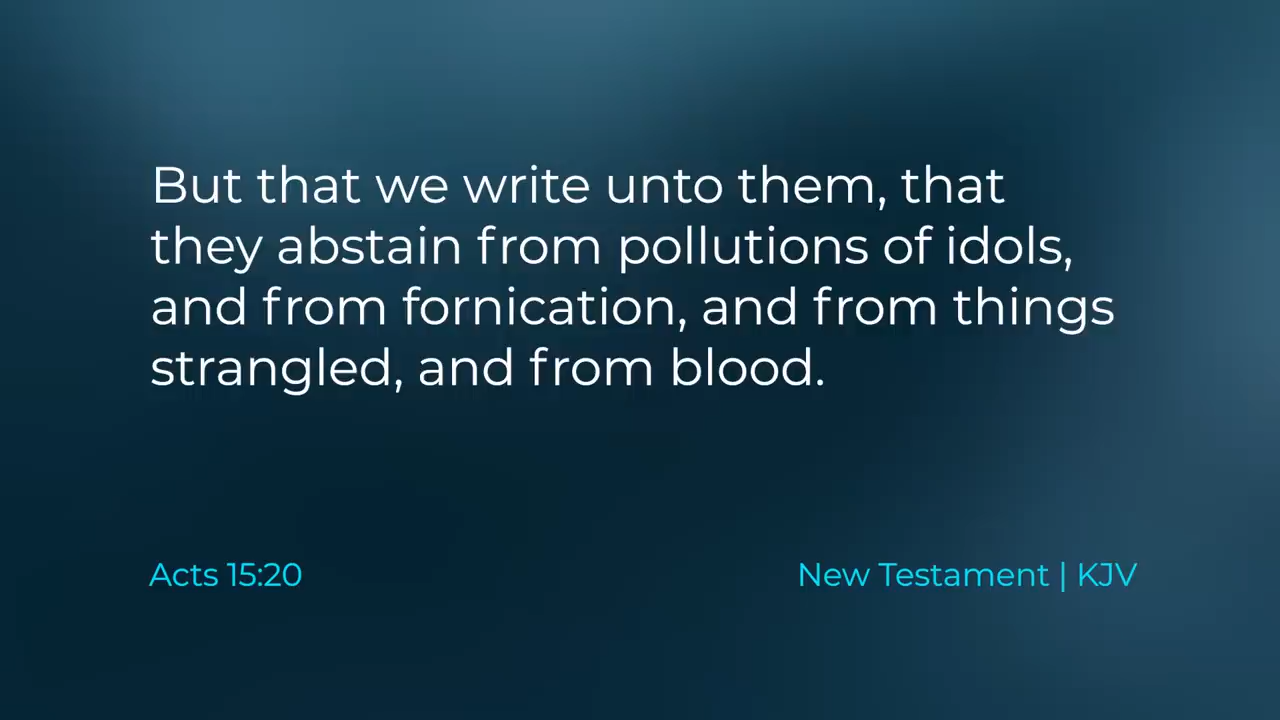 But that we write unto them, that
they abstain from pollutions of idols,
and from fornication, and from things
strangled, and from blood.
Acts 15:20
New Testament | KJV